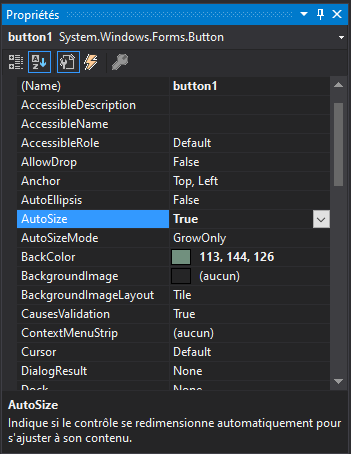 Propriétés
button1 System.Windows.Forms.Button
(Name) button1
AccessibleDescription
AccessibleName
AccessibleRole Default
AllowDrop False
Anchor Top, Left
AutoEllipsis False
AutoSize True
AutoSizeMode GrowOnly
BackColor 113, 144, 126
BackgroundImage (aucun)
BackgroundImageLayout Tile
CausesValidation True
ContextMenuStrip (aucun)
Cursor Default
DialogResult None
Dock None
AutoSize
Indique si le contrôle se redimensionne automatiquement pour
s'ajuster à son contenu.